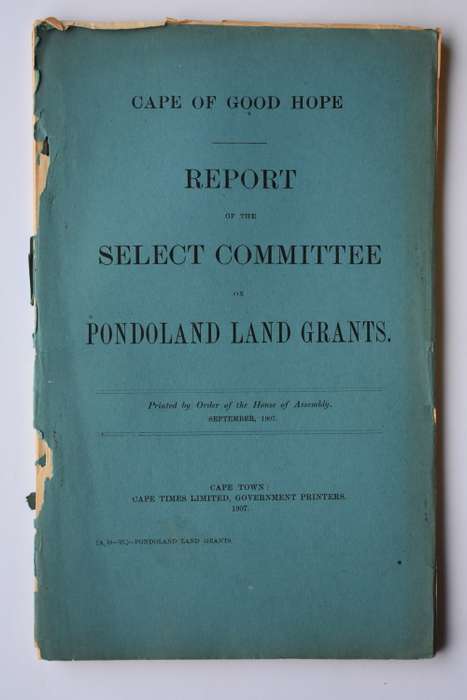 CAPE OF GOOD HOPE
REPORT
OF THE
SELECT COMMITTEE
ON
PONDOLAND LAND GRANTS.
Printed by Order of the House of Assembly.
SEPTEMBER, 1907.
CAPE TOWN:
CAPE TIMES LIMITED, GOVERNMENT PRINTERS.
1907.
PONDOLAND LAND GRANTS.